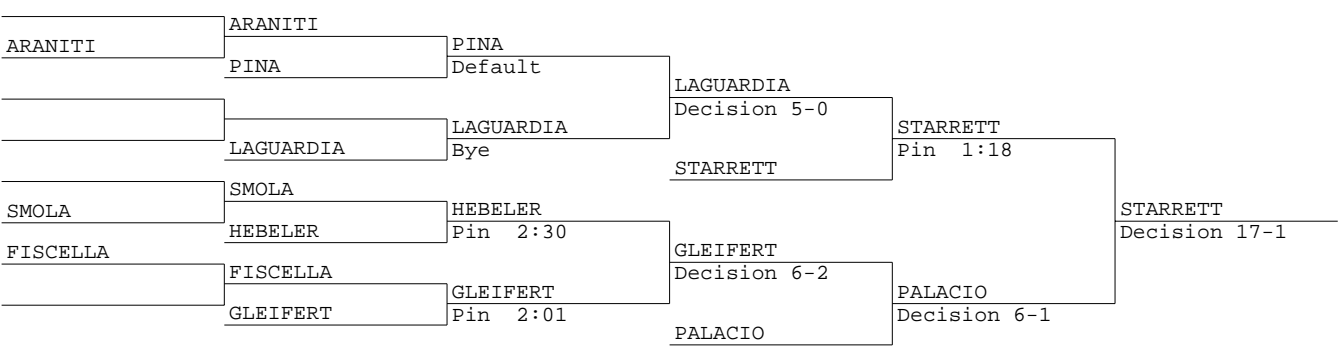 ARANITI
ARANITI
PINA
PINA
Default
LAGUARDIA
LAGUARDIA
Bye
LAGUARDIA
Decision 5-0
STARRETT
STARRETT
Pin 1:18
SMOLA
SMOLA
HEBELER
HEBELER
Pin 2:30
FISCELLA
FISCELLA
GLEIFERT
GLEIFERT
Pin 2:01
GLEIFERT
Decision 6-2
PALACIO
PALACIO
Decision 6-1
STARRETT
Decision 17-1